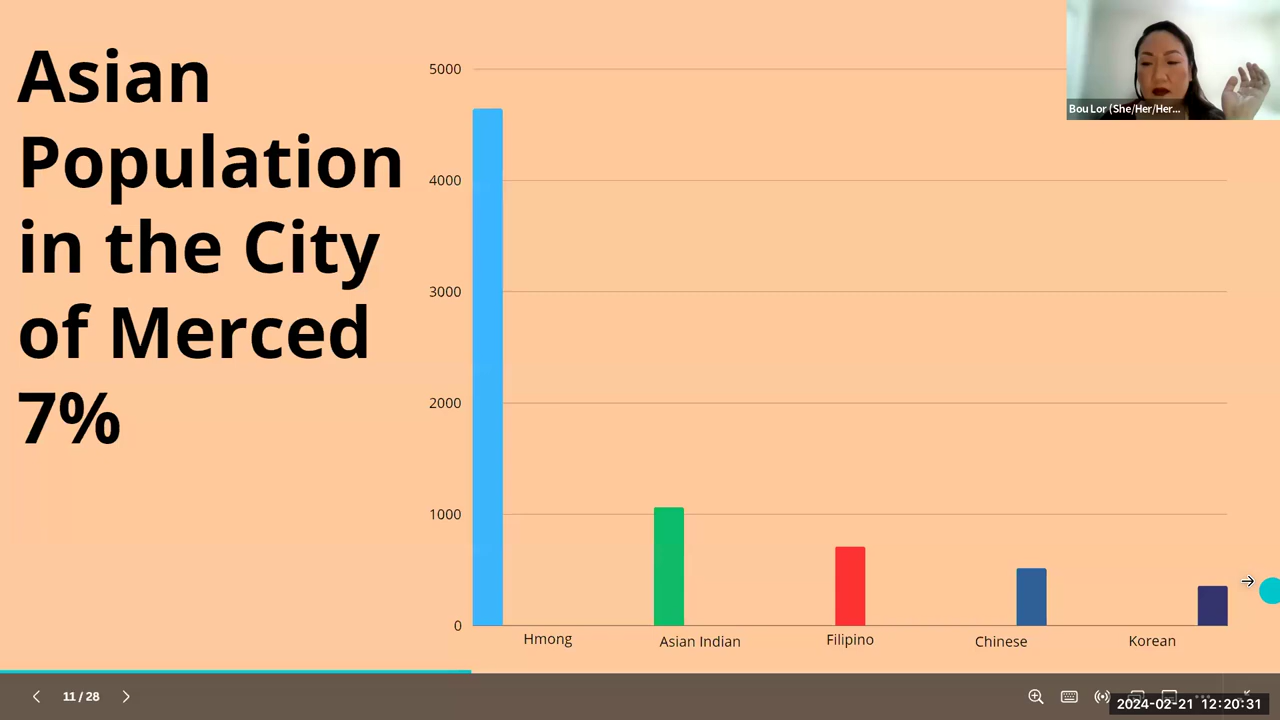 Asian
Population
in the City
of Merced
7%
5000
4000
3000
2000
1000
0
Hmong
Asian Indian
Filipino
Chinese
Korean
Bou Lor (She/Her/Her...
11 / 28
2024-02-21 12:20:31